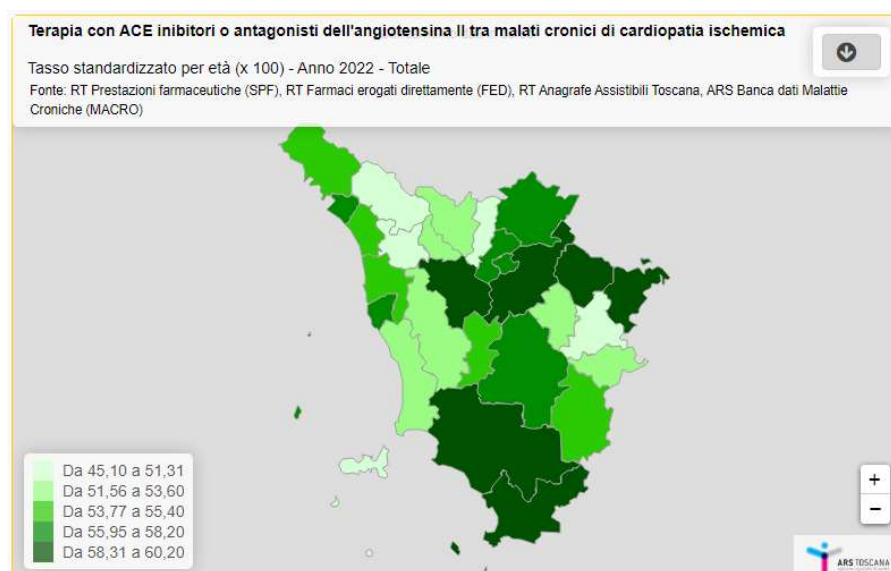 Terapia con ACE inibitori o antagonisti dell'angiotensina II tra malati cronici di cardiopatia ischemica
Tasso standardizzato per età (x 100) - Anno 2022 - Totale
Fonte: RT Prestazioni farmaceutiche (SPF), RT Farmaci erogati direttamente (FED), RT Anagrafe Assistibili Toscana, ARS Banca dati Malattie
Croniche (MACRO)
Da 45,10 a 51,31
Da 51,56 a 53,60
Da 53,77 a 55,40
Da 55,95 a 58,20
Da 58,31 a 60,20
+
−
ARS TOSCANA